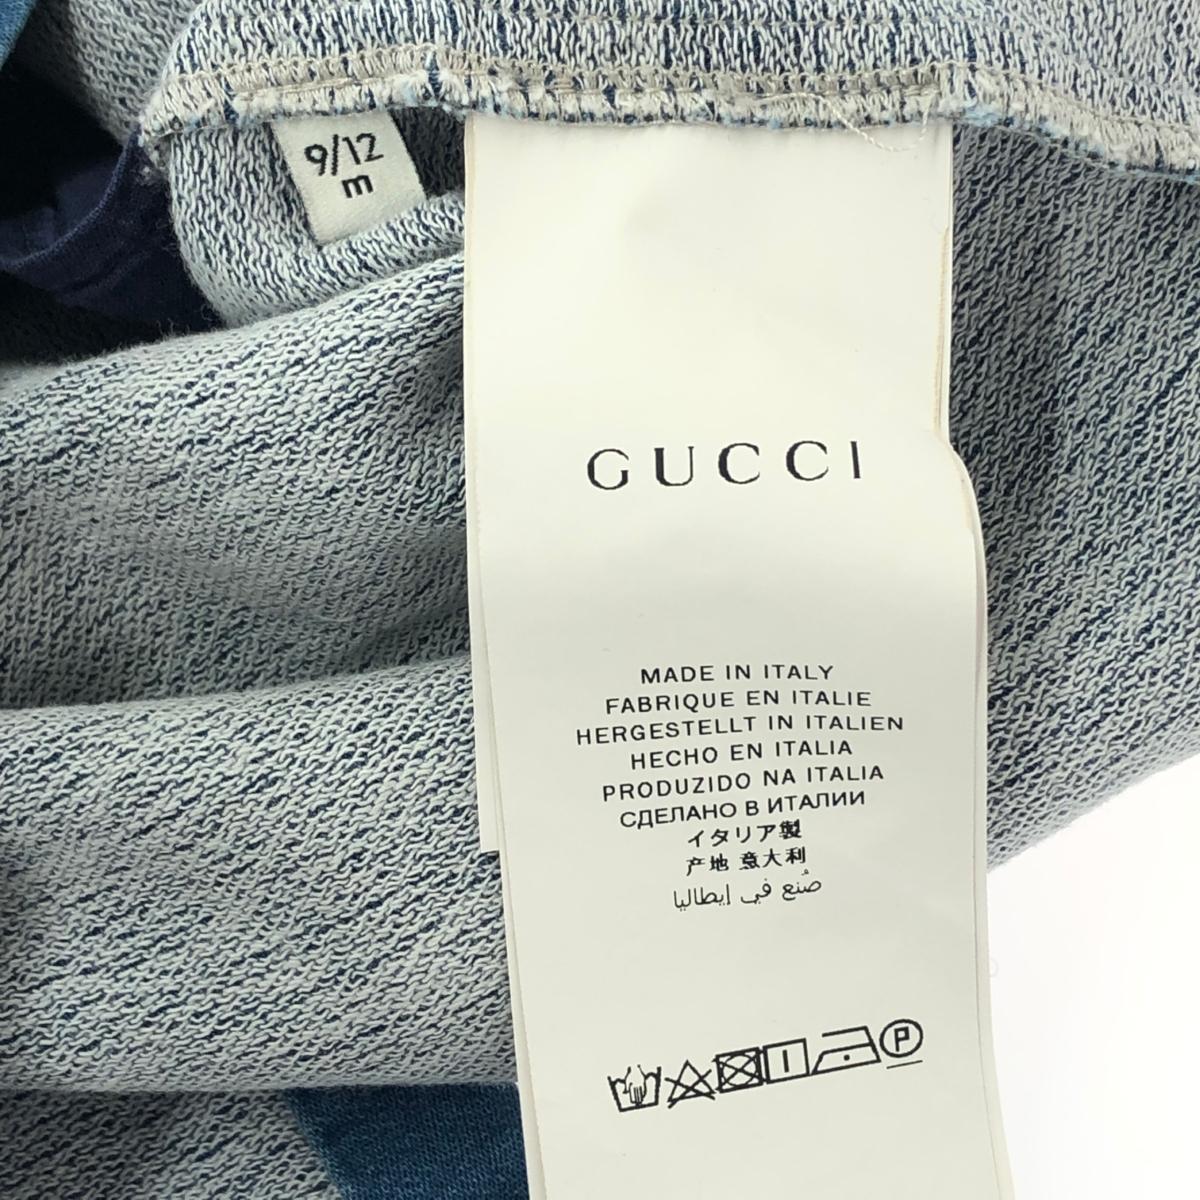 9/12
m
GUCCI
MADE IN ITALY
FABRIQUE EN ITALIE
HERGESTELLT IN ITALIEN
HECHO EN ITALIA
PRODUZIDO NA ITALIA
СДЕЛАНО В ИТАЛИИ
イタリア製
产地 意大利
صُنع في إيطاليا
P